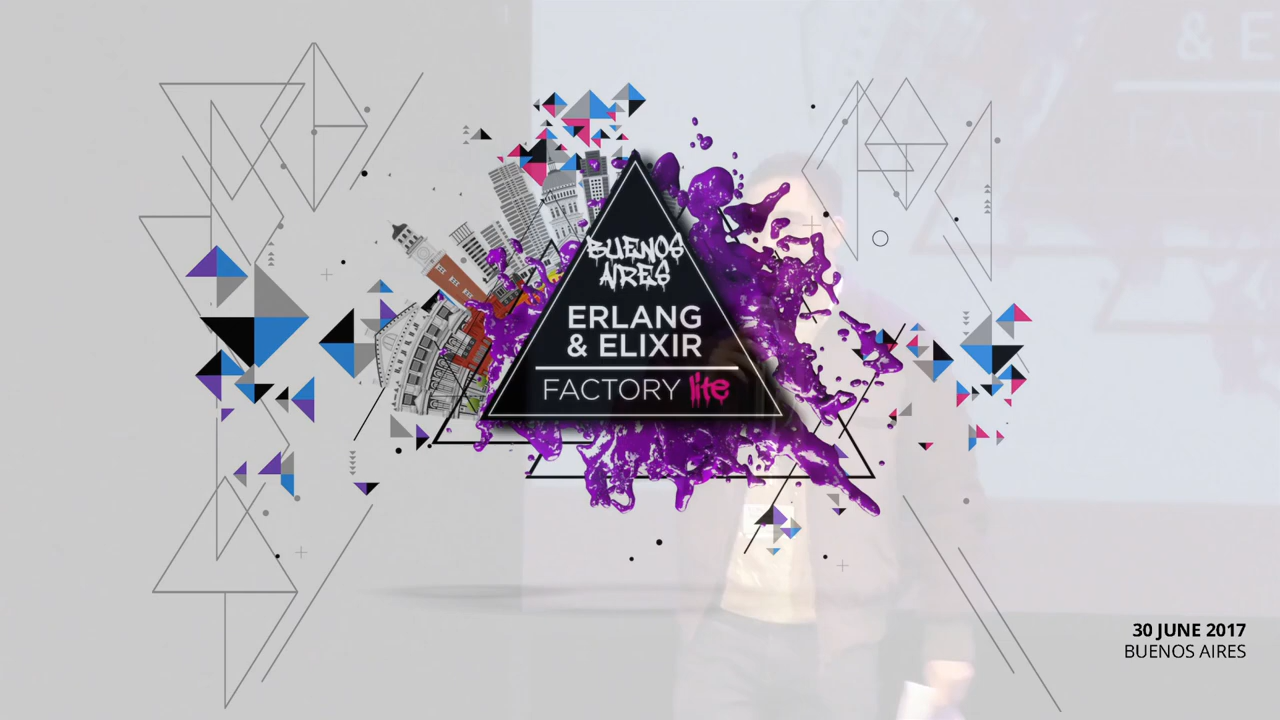 & E
BUENOS
AIRES
ERLANG
& ELIXIR
FACTORY lite
30 JUNE 2017
BUENOS AIRES